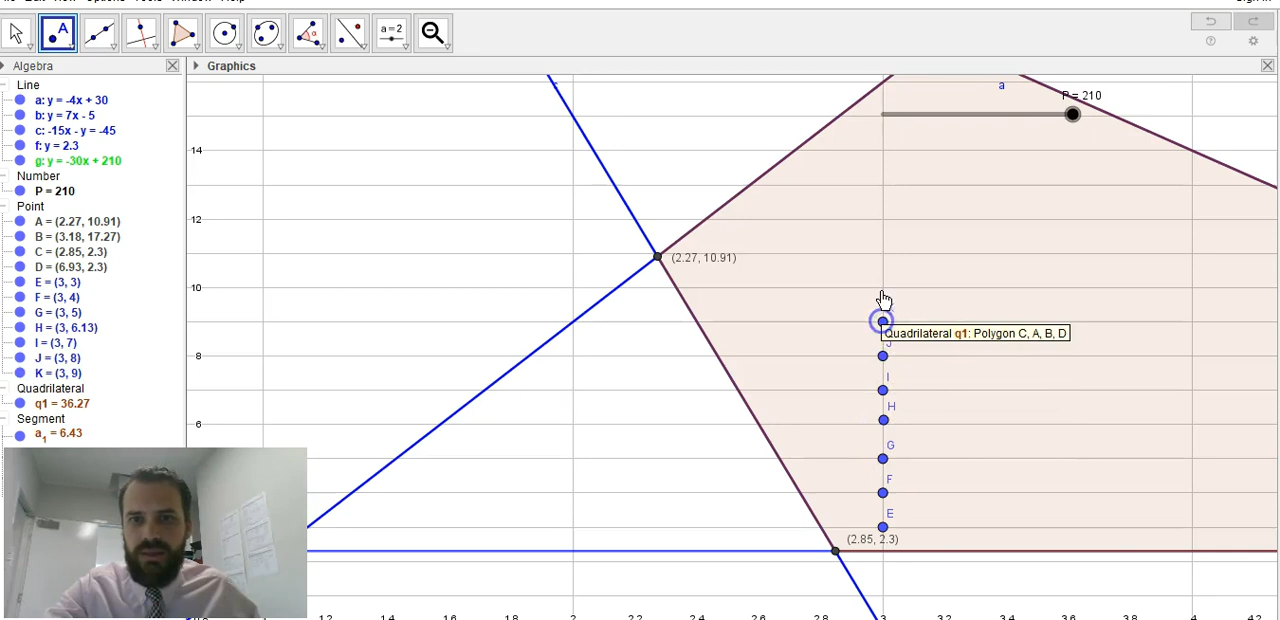 A
a = 2
Algebra
Graphics
Line
a: y = -4x + 30
b: y = 7x - 5
c: -15x - y = -45
f: y = 2.3
g: y = -30x + 210
Number
P = 210
Point
A = (2.27, 10.91)
B = (3.18, 17.27)
C = (2.85, 2.3)
D = (6.93, 2.3)
E = (3, 3)
F = (3, 4)
G = (3, 5)
H = (3, 6.13)
I = (3, 7)
J = (3, 8)
K = (3, 9)
Quadrilateral
q1 = 36.27
Segment
a1 = 6.43
c
a
P = 210
14
12
(2.27, 10.91)
10
Quadrilateral q1: Polygon C, A, B, D
J
8
I
H
6
G
F
E
(2.85, 2.3)
1.2 1.4 1.6 1.8 2 2.2 2.4 2.6 2.8 3 3.2 3.4 3.6 3.8 4 4.2